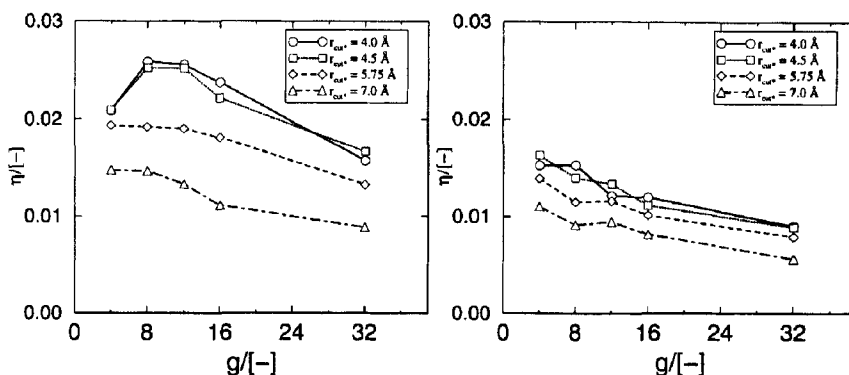 0.03
0.02
0.01
0.00
η/[−]
0 8 16 24 32
g/[−]
r_cut* = 4.0 Å
r_cut* = 4.5 Å
r_cut* = 5.75 Å
r_cut* = 7.0 Å
0.03
0.02
0.01
0.00
η/[−]
0 8 16 24 32
g/[−]
r_cut* = 4.0 Å
r_cut* = 4.5 Å
r_cut* = 5.75 Å
r_cut* = 7.0 Å